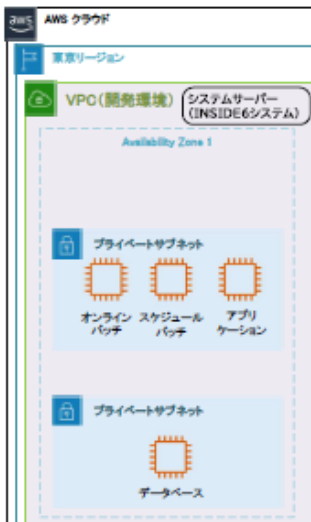 aws AWS クラウド
東京リージョン
VPC(開発環境) システムサーバー
(INSIDE6システム)
Availability Zone 1
プライベートサブネット
オンライン スケジュール アプリ
バッチ バッチ ケーション
プライベートサブネット
データベース